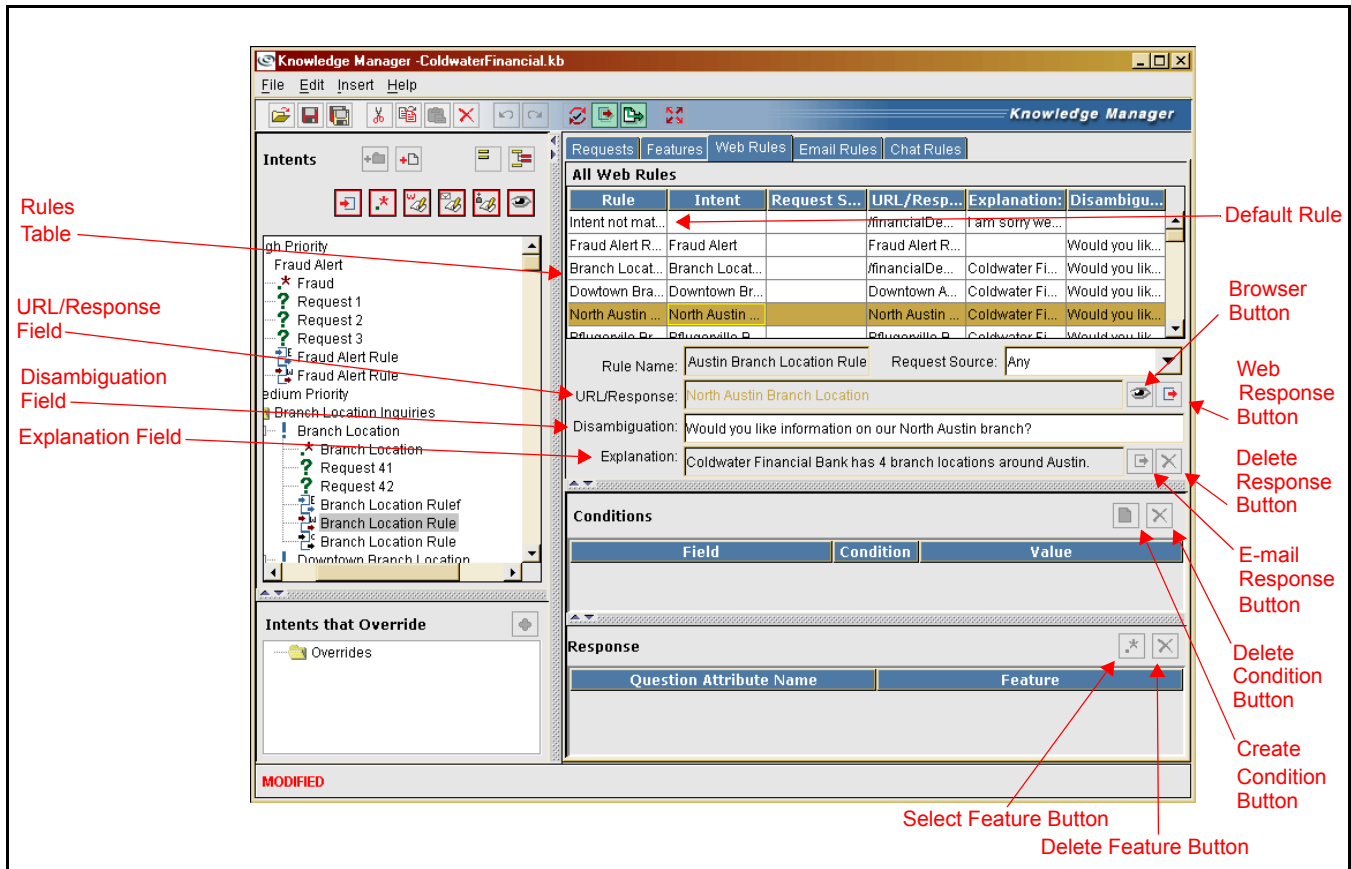 Knowledge Manager -ColdwaterFinancial.kb
File Edit Insert Help
Knowledge Manager
Intents
Requests Features Web Rules Email Rules Chat Rules
All Web Rules
Rule Intent Request S... URL/Resp... Explanation: Disambigu...
Intent not mat... /financialDe... I am sorry we...
Fraud Alert R... Fraud Alert Fraud Alert R... Would you lik...
Branch Locat... Branch Locat... /financialDe... Coldwater Fi... Would you lik...
Dowtown Bra... Downtown Br... Downtown A... Coldwater Fi... Would you lik...
North Austin ... North Austin ... North Austin ... Coldwater Fi... Would you lik...
Pflugerville Br... Pflugerville B... Pflugerville B... Coldwater Fi... Would you lik...
Rule Name: Austin Branch Location Rule Request Source: Any
URL/Response: North Austin Branch Location
Disambiguation: Would you like information on our North Austin branch?
Explanation: Coldwater Financial Bank has 4 branch locations around Austin.
Conditions
Field Condition Value
Response
Question Attribute Name Feature
gh Priority
Fraud Alert
Fraud
Request 1
Request 2
Request 3
E Fraud Alert Rule
W Fraud Alert Rule
edium Priority
Branch Location Inquiries
Branch Location
Branch Location
Request 41
Request 42
E Branch Location Rulef
W Branch Location Rule
C Branch Location Rule
Downtown Branch Location
Intents that Override
Overrides
MODIFIED
Rules
Table
URL/Response
Field
Disambiguation
Field
Explanation Field
Default Rule
Browser
Button
Web
Response
Button
Delete
Response
Button
E-mail
Response
Button
Delete
Condition
Button
Create
Condition
Button
Select Feature Button
Delete Feature Button